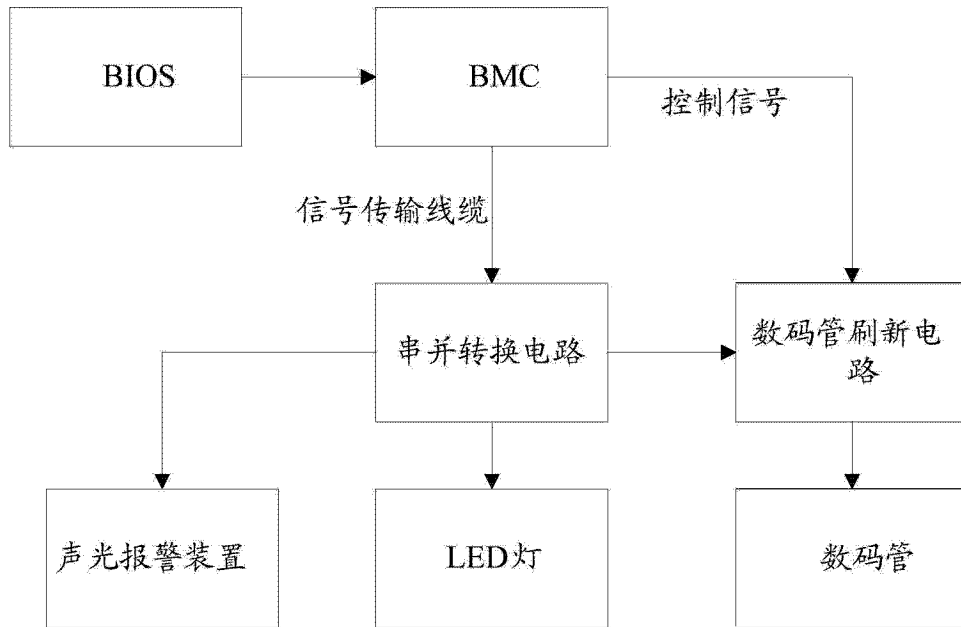 BIOS
BMC
控制信号
信号传输线缆
串并转换电路
数码管刷新电
路
声光报警装置
LED灯
数码管